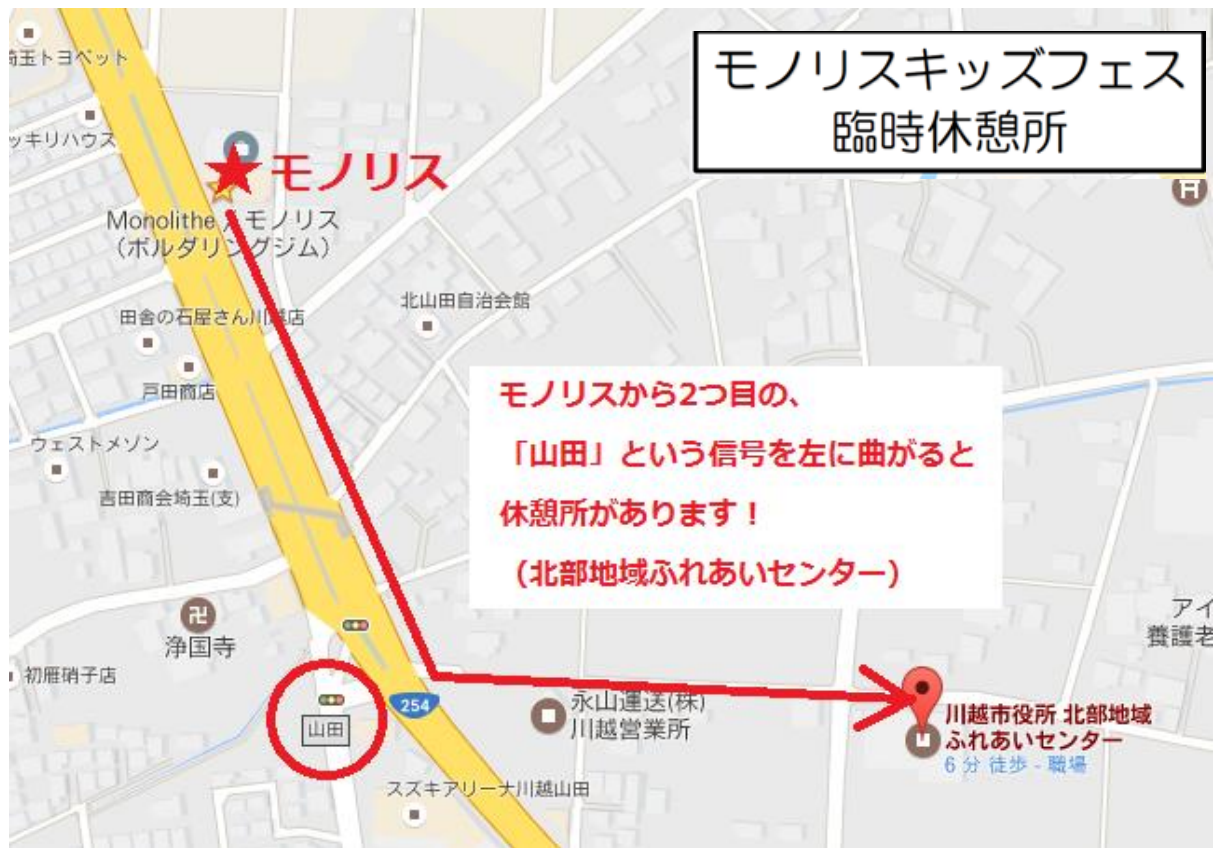 モノリスキッズフェス
臨時休憩所
埼玉トヨペット
ッキリハウス
モノリス
Monolithe モノリス
(ボルダリングジム)
北山田自治会館
田舎の石屋さん川越店
戸田商店
モノリスから2つ目の、
「山田」という信号を左に曲がると
休憩所があります!
(北部地域ふれあいセンター)
ウェストメゾン
吉田商会埼玉(支)
卍
浄国寺
アイ
養護老
初雁硝子店
254
山田
永山運送(株)
川越営業所
川越市役所 北部地域
ふれあいセンター
6 分 徒歩 - 職場
スズキアリーナ川越山田